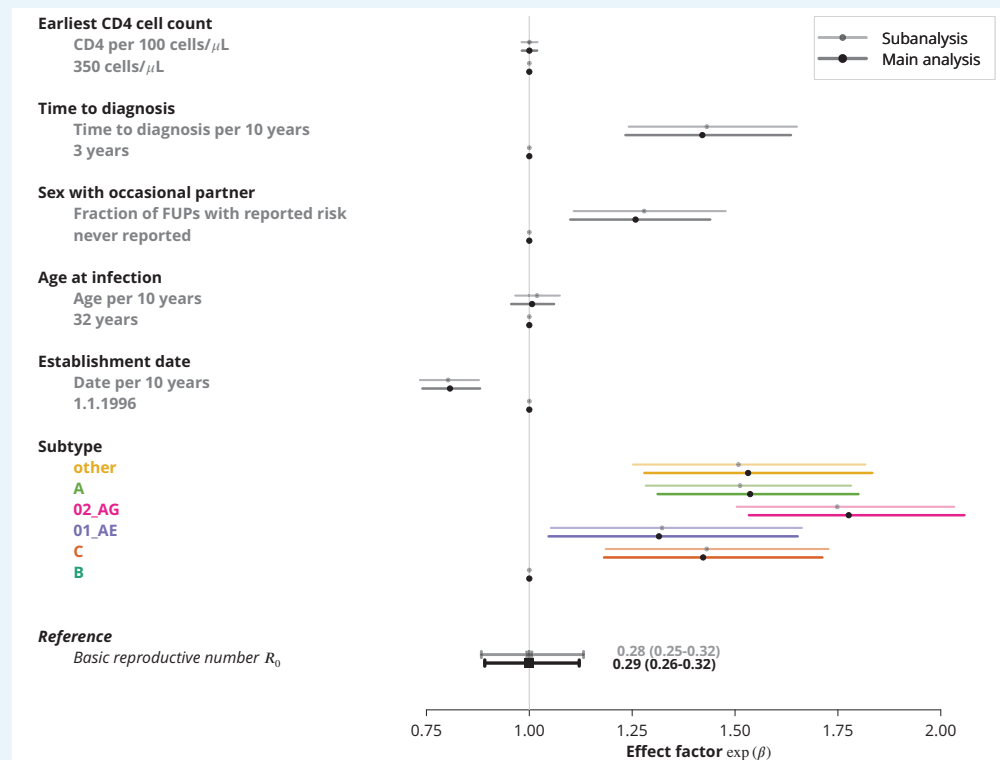 Earliest CD4 cell count
CD4 per 100 cells/μL
350 cells/μL
Subanalysis
Main analysis
Time to diagnosis
Time to diagnosis per 10 years
3 years
Sex with occasional partner
Fraction of FUPs with reported risk
never reported
Age at infection
Age per 10 years
32 years
Establishment date
Date per 10 years
1.1.1996
Subtype
other
A
02_AG
01_AE
C
B
Reference
Basic reproductive number R₀
0.28 (0.25-0.32)
0.29 (0.26-0.32)
0.75 1.00 1.25 1.50 1.75 2.00
Effect factor exp (β)